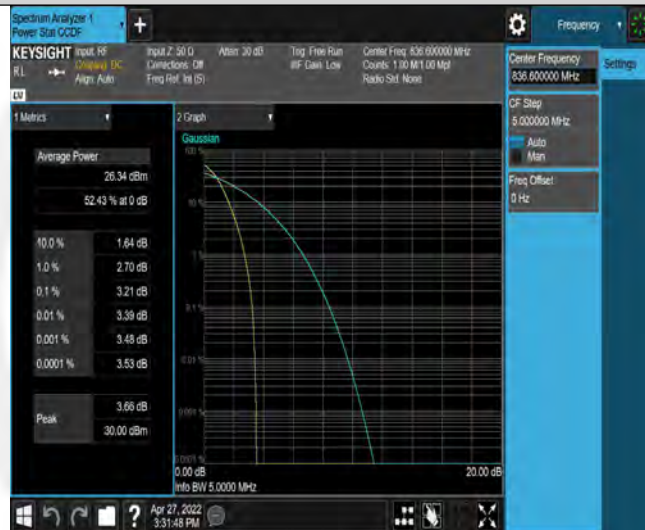 Spectrum Analyzer 1
Power Stat CCDF
Frequency
KEYSIGHT
RL
Input: RF
Coupling: DC
Align: Auto
Input Z: 50 Ω
Corrections: Off
Freq Ref: Int (S)
Atten: 30 dB
Trig: Free Run
#IF Gain: Low
Center Freq: 836.600000 MHz
Counts: 1.00 M/1.00 Mpt
Radio Std: None
Center Frequency
836.600000 MHz
Settings
CF Step
5.000000 MHz
Auto
Man
Freq Offset
0 Hz
1 Metrics
2 Graph
Average Power
26.34 dBm
52.43 % at 0 dB
10.0 % 1.64 dB
1.0 % 2.70 dB
0.1 % 3.21 dB
0.01 % 3.39 dB
0.001 % 3.48 dB
0.0001 % 3.53 dB
Peak
3.66 dB
30.00 dBm
Gaussian
100 %
10 %
1 %
0.1 %
0.01 %
0.001 %
0.0001 %
0.00 dB
20.00 dB
Info BW 5.0000 MHz
?
Apr 27, 2022
3:31:48 PM